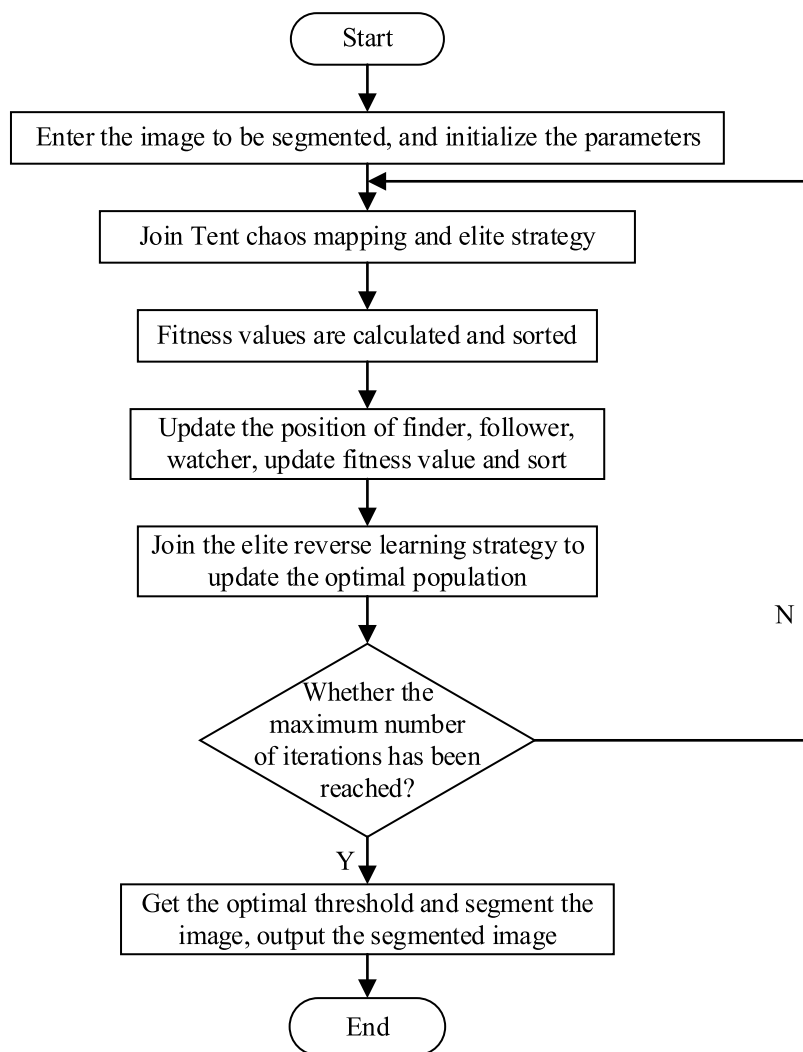 Start
Enter the image to be segmented, and initialize the parameters
Join Tent chaos mapping and elite strategy
Fitness values are calculated and sorted
Update the position of finder, follower,
watcher, update fitness value and sort
Join the elite reverse learning strategy to
update the optimal population
N
Whether the
maximum number
of iterations has been
reached?
Y
Get the optimal threshold and segment the
image, output the segmented image
End